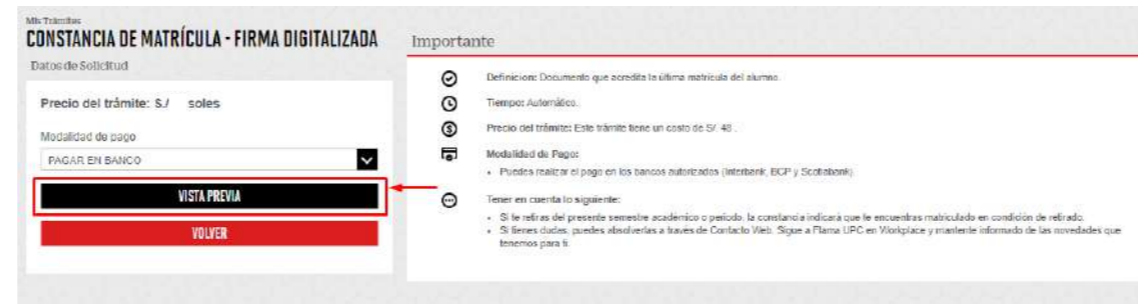 Mis Trámites
CONSTANCIA DE MATRÍCULA - FIRMA DIGITALIZADA
Datos de Solicitud
Precio del trámite: S./ soles
Modalidad de pago
PAGAR EN BANCO
VISTA PREVIA
VOLVER
Importante
Definicion: Documento que acredita la última matrícula del alumno.
Tiempo: Automático.
Precio del trámite: Este trámite tiene un costo de S/. 48 .
Modalidad de Pago:
• Puedes realizar el pago en los bancos autorizados (Interbank, BCP y Scotiabank).
Tener en cuenta lo siguiente:
• Si te retiras del presente semestre académico o periodo, la constancia indicará que te encuentras matriculado en condición de retirado.
• Si tienes dudas, puedes absolverlas a través de Contacto Web. Sigue a Flama UPC en Workplace y mantente informado de las novedades que
tenemos para ti.